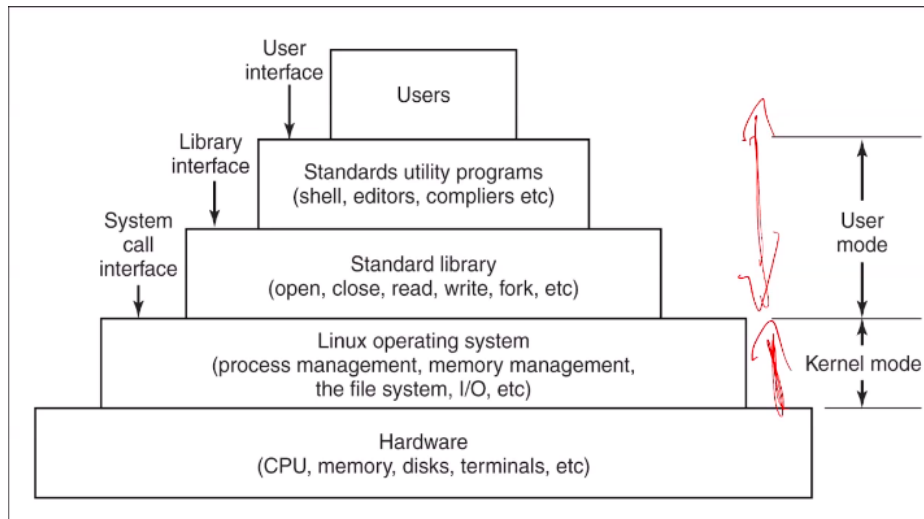 User
interface
Users
Library
interface
Standards utility programs
(shell, editors, compliers etc)
System
call
interface
User
mode
Standard library
(open, close, read, write, fork, etc)
Linux operating system
(process management, memory management,
the file system, I/O, etc)
Kernel mode
Hardware
(CPU, memory, disks, terminals, etc)